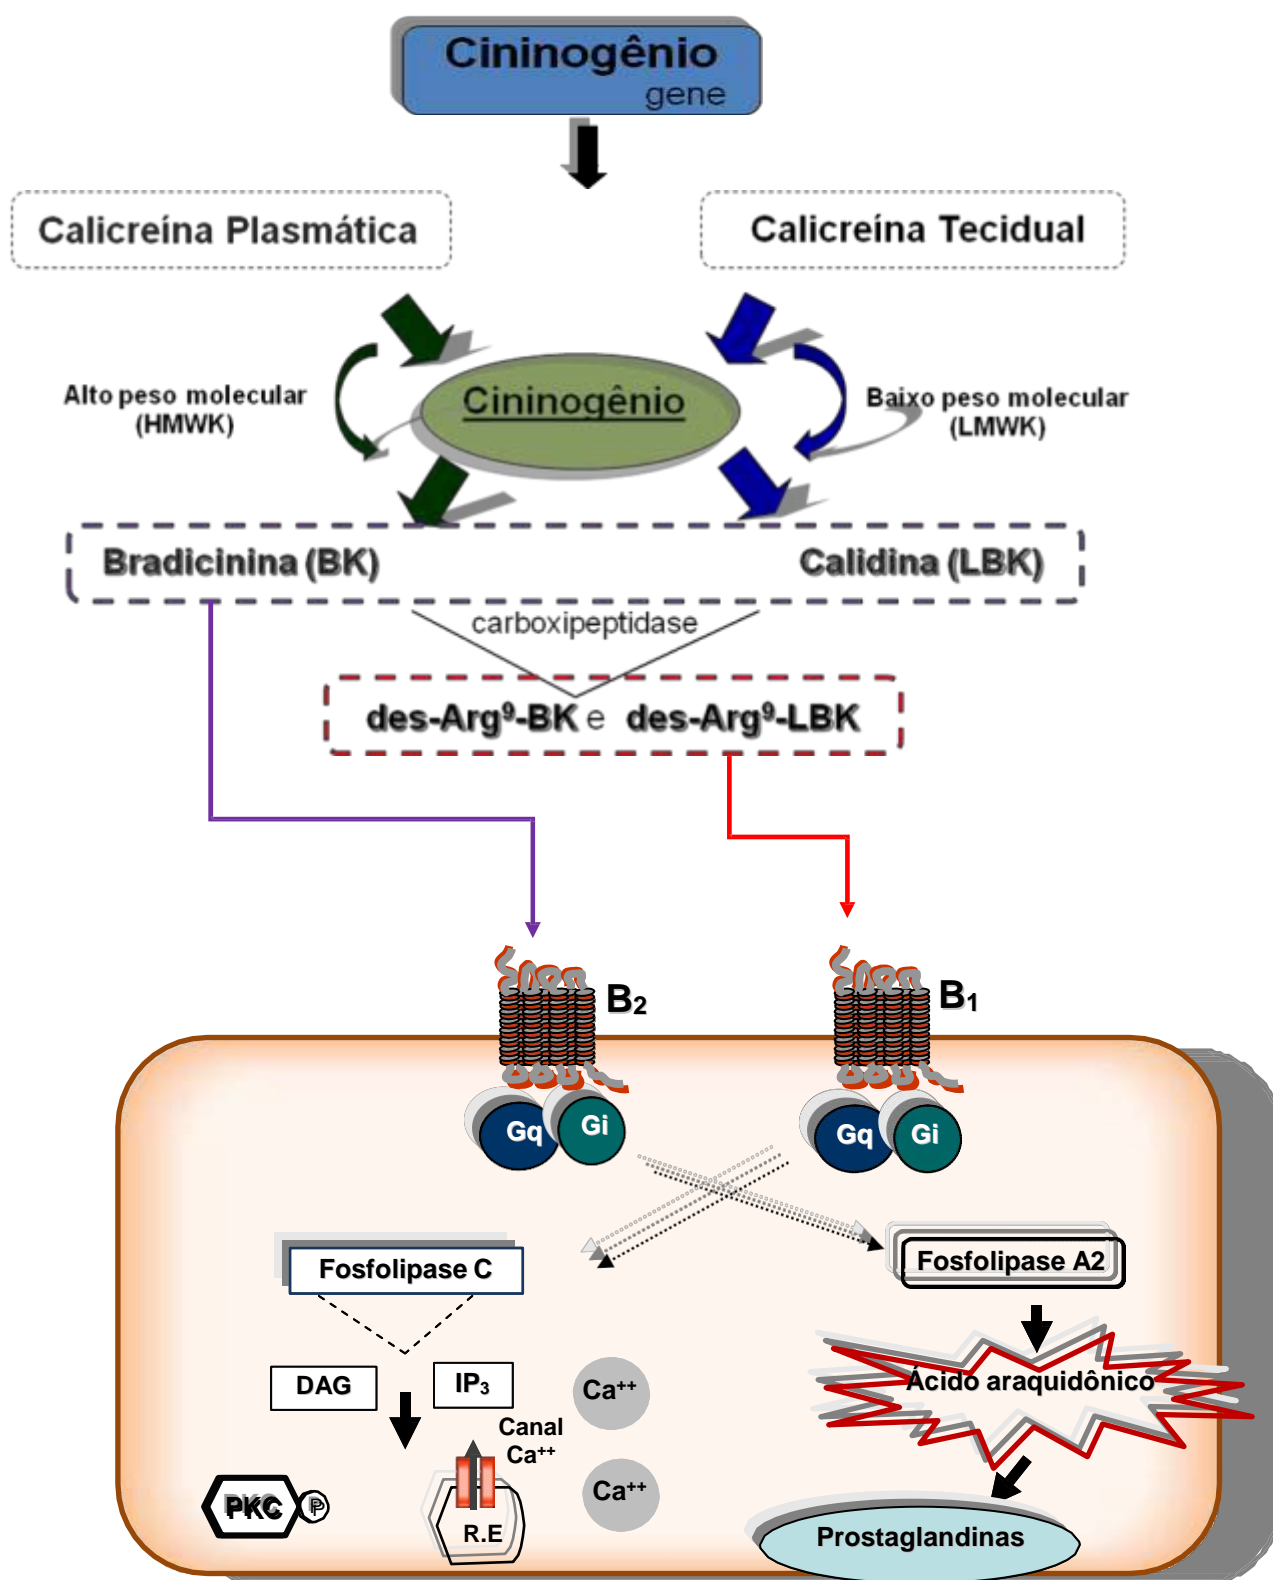 Cininogênio
gene
Calicreína Plasmática
Calicreína Tecidual
Alto peso molecular
(HMWK)
Cininogênio
Baixo peso molecular
(LMWK)
Bradicinina (BK)
Calidina (LBK)
carboxipeptidase
des-Arg⁹-BK e des-Arg⁹-LBK
B₂
B₁
Gq
Gi
Gq
Gi
Fosfolipase C
Fosfolipase A2
DAG
IP₃
Ca⁺⁺
Ácido araquidônico
Canal
Ca⁺⁺
Ca⁺⁺
PKC
P
R.E
Prostaglandinas